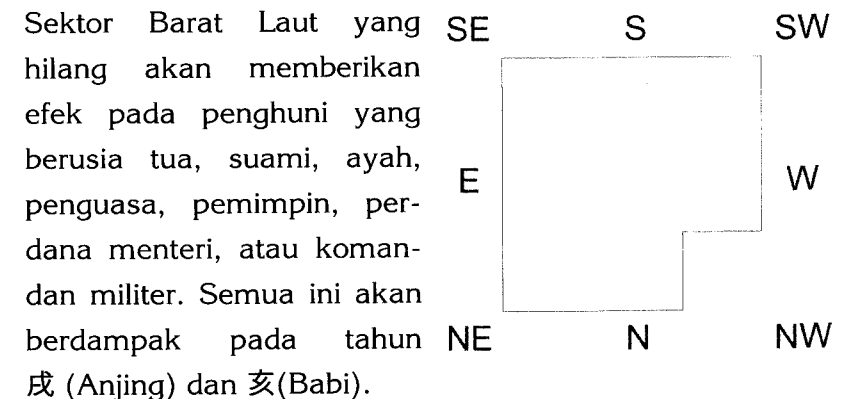 Sektor Barat Laut yang
hilang akan memberikan
efek pada penghuni yang
berusia tua, suami, ayah,
penguasa, pemimpin, per-
dana menteri, atau koman-
dan militer. Semua ini akan
berdampak pada tahun
戌 (Anjing) dan 亥(Babi).
SE S SW
E W
NE N NW